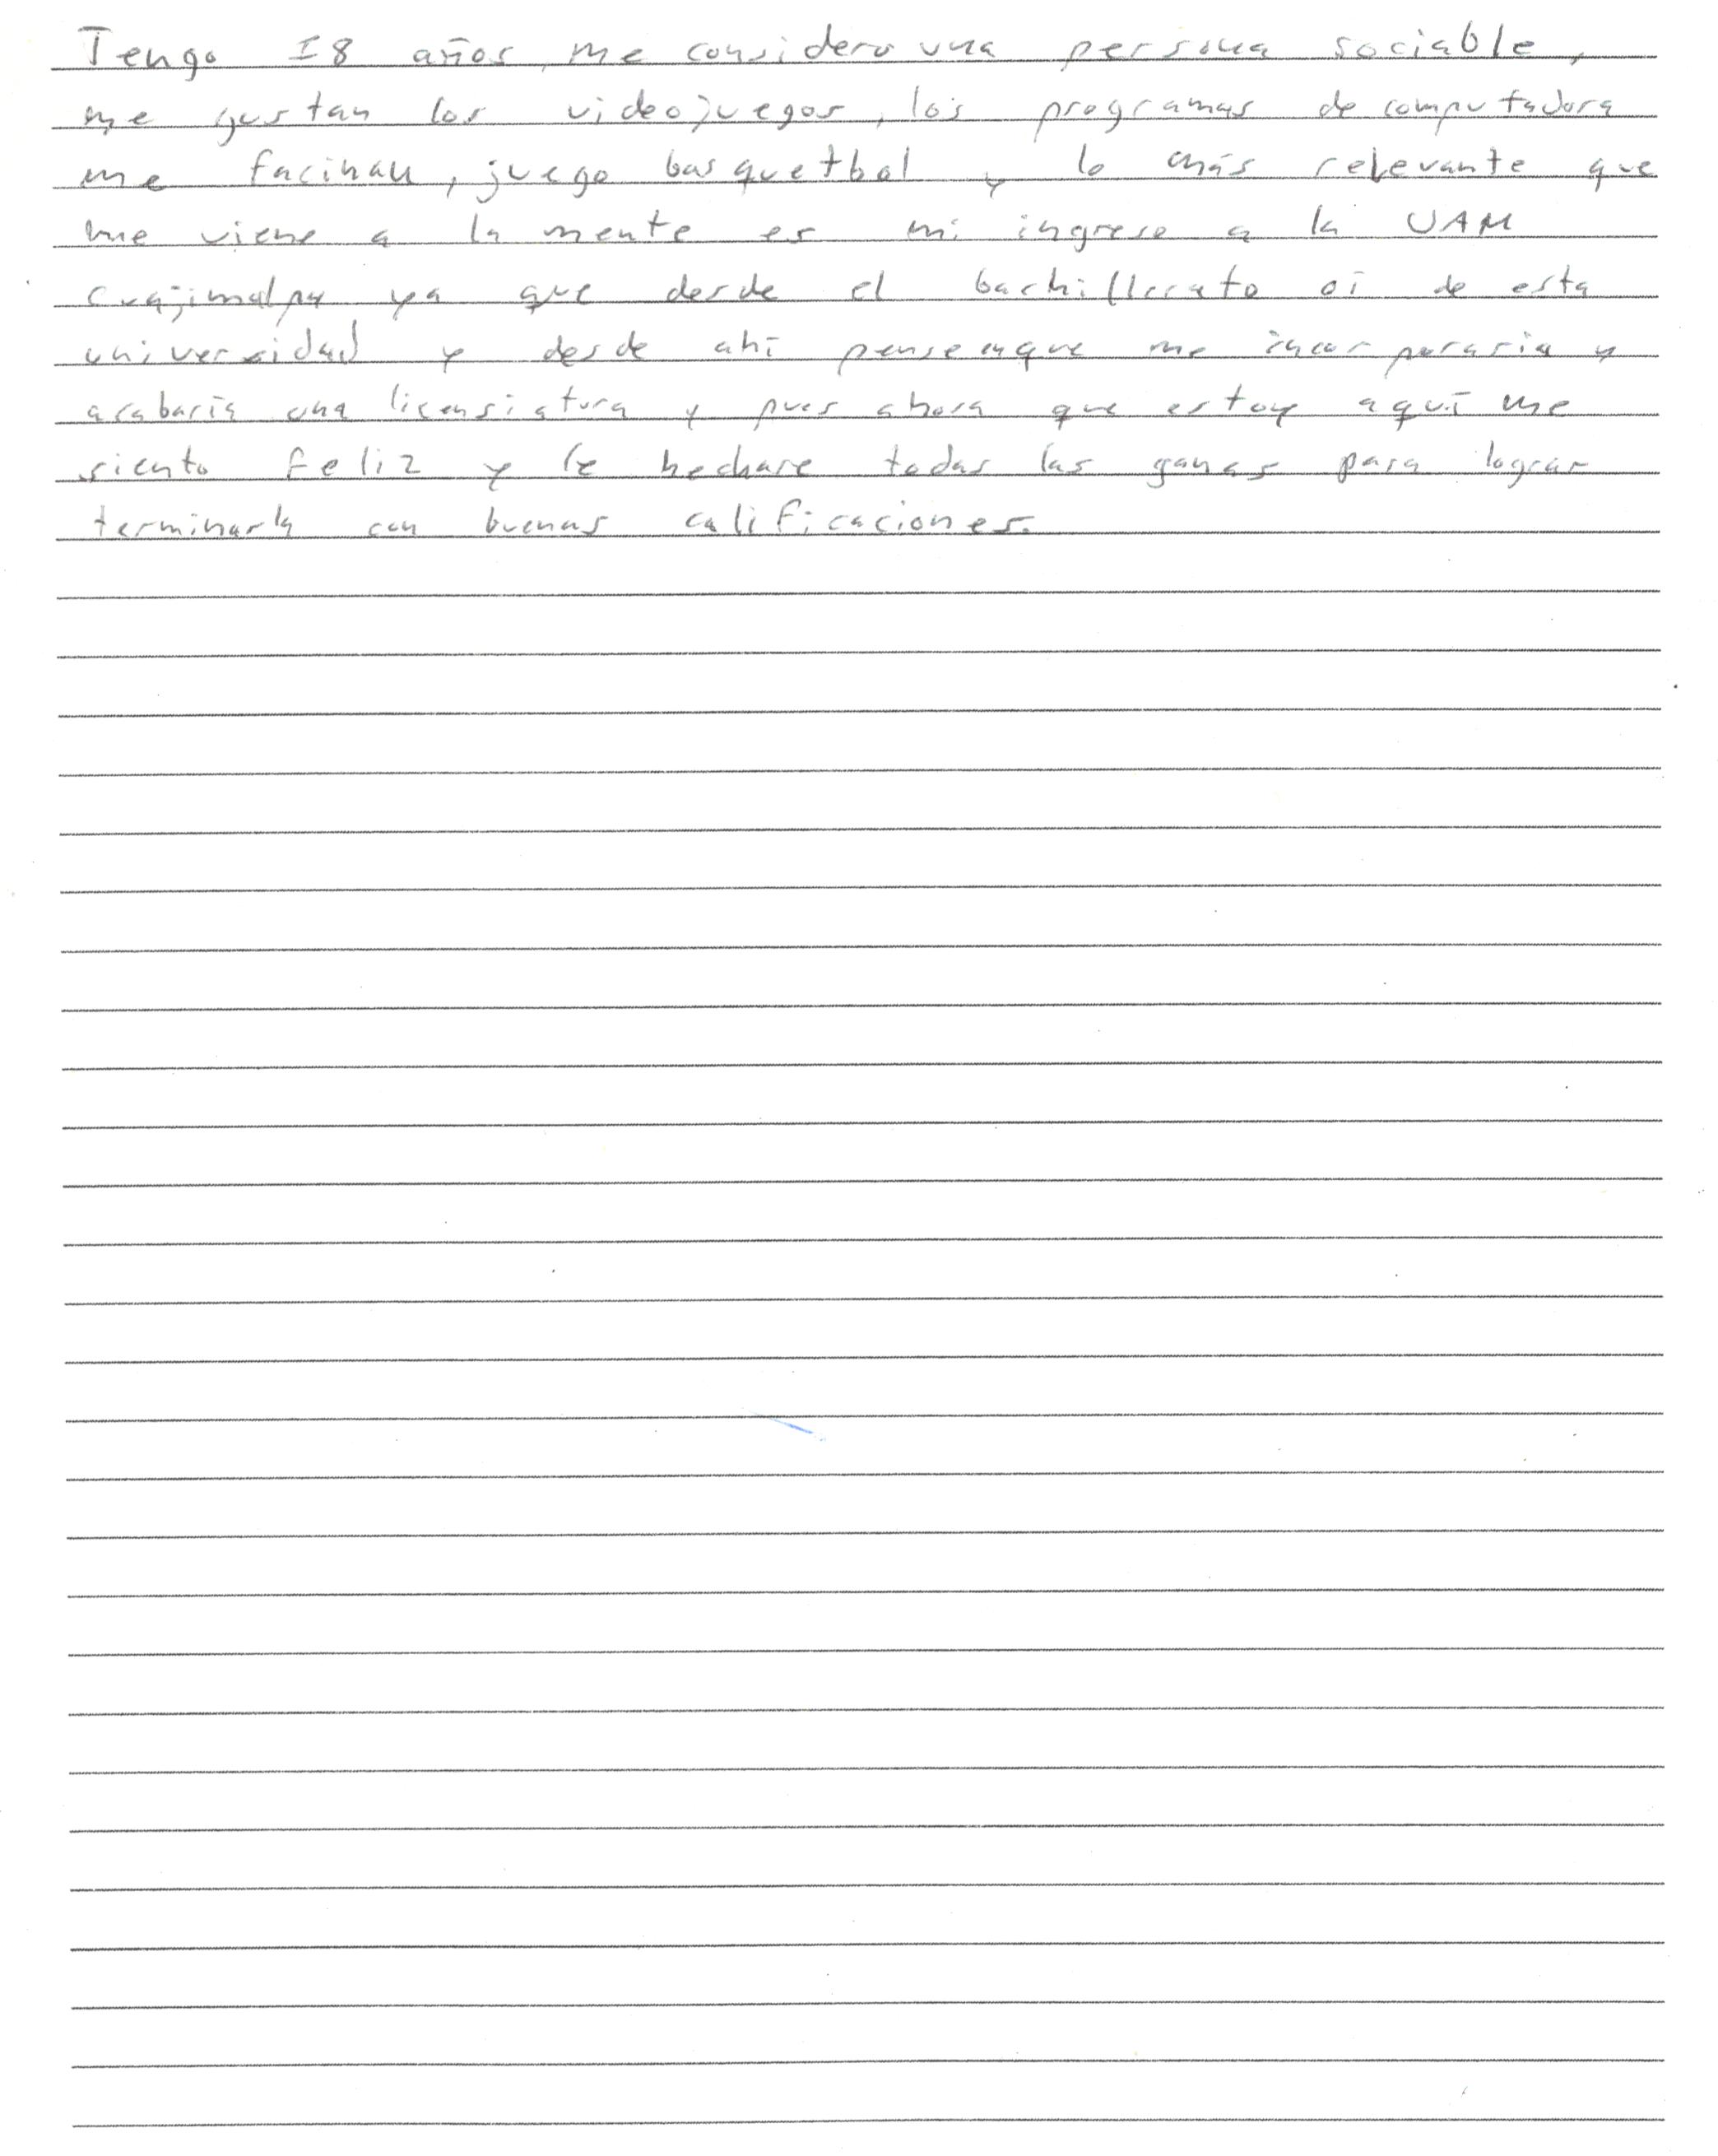 Tengo 18 años, me considero una persona sociable,
me gustan los videojuegos, los programas de computadora
me facinan, juego basquetbol y lo más relevante que
me viene a la mente es mi ingreso a la UAM
cuajimalpa ya que desde el bachillerato oí de esta
universidad y desde ahí pense que me incorporaria y
acabaría una licensiatura y pues ahora que estoy aquí me
siento feliz y le hechare todas las ganas para lograr
terminarla con buenas calificaciones.